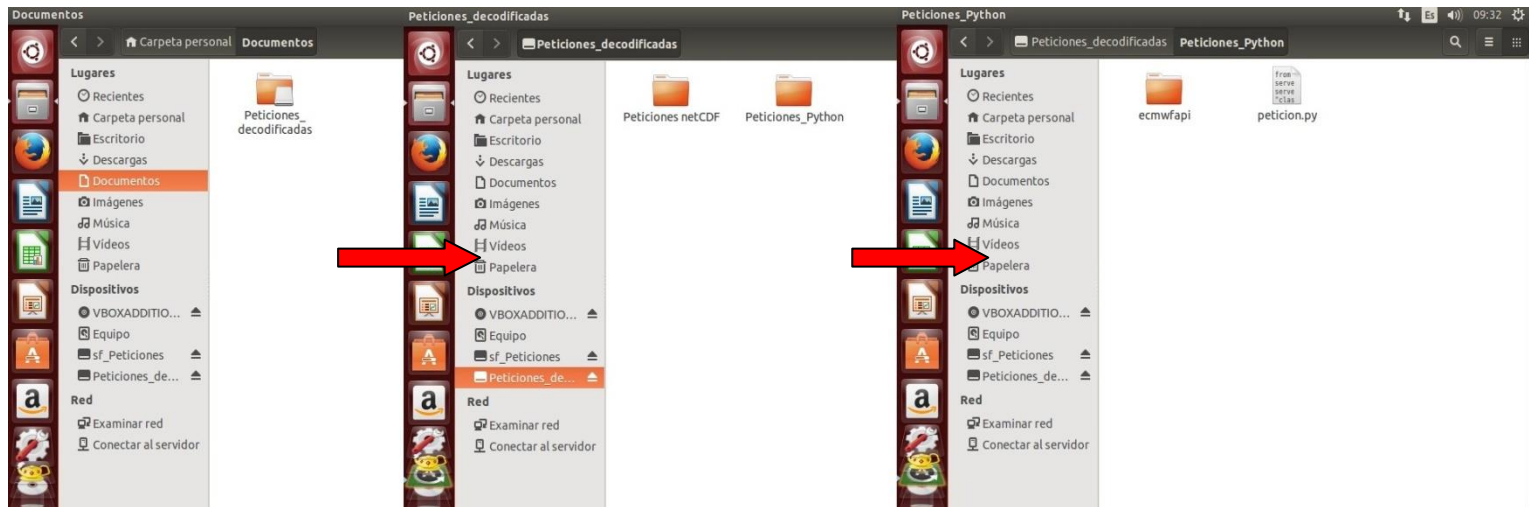 Documentos
Carpeta personal Documentos
Lugares
Recientes
Carpeta personal
Escritorio
Descargas
Documentos
Imágenes
Música
Vídeos
Papelera
Dispositivos
VBOXADDITIO...
Equipo
sf_Peticiones
Peticiones_de...
Red
Examinar red
Conectar al servidor
Peticiones_
decodificadas
Peticiones_decodificadas
Peticiones_decodificadas
Lugares
Recientes
Carpeta personal
Escritorio
Descargas
Documentos
Imágenes
Música
Vídeos
Papelera
Dispositivos
VBOXADDITIO...
Equipo
sf_Peticiones
Peticiones_de...
Red
Examinar red
Conectar al servidor
Peticiones netCDF
Peticiones_Python
Peticiones_Python
Es 09:32
Peticiones_decodificadas Peticiones_Python
Lugares
Recientes
Carpeta personal
Escritorio
Descargas
Documentos
Imágenes
Música
Vídeos
Papelera
Dispositivos
VBOXADDITIO...
Equipo
sf_Peticiones
Peticiones_de...
Red
Examinar red
Conectar al servidor
ecmwfapi
from
serve
serve
"clas
peticion.py
a
a
a